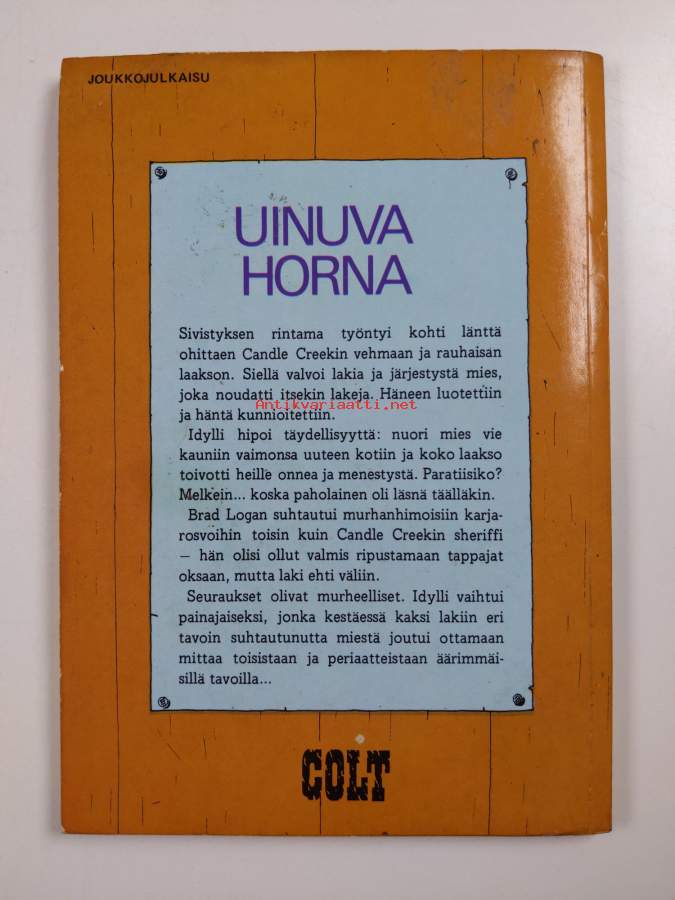 JOUKKOJULKAISU
UINUVA
HORNA
Sivistyksen rintama työntyi kohti länttä
ohittaen Candle Creekin vehmaan ja rauhaisan
laakson. Siellä valvoi lakia ja järjestystä mies,
joka noudatti itsekin lakeja. Häneen luotettiin
Antikvariaatti.net
ja häntä kunnioitettiin.
Idylli hipoi täydellisyyttä: nuori mies vie
kauniin vaimonsa uuteen kotiin ja koko laakso
toivotti heille onnea ja menestystä. Paratiisiko?
Melkein... koska paholainen oli läsnä täälläkin.
Brad Logan suhtautui murhanhimoisiin karja-
rosvoihin toisin kuin Candle Creekin sheriffi
— hän olisi ollut valmis ripustamaan tappajat
oksaan, mutta laki ehti väliin.
Seuraukset olivat murheelliset. Idylli vaihtui
painajaiseksi, jonka kestäessä kaksi lakiin eri
tavoin suhtautunutta miestä joutui ottamaan
mittaa toisistaan ja periaatteistaan äärimmäi-
sillä tavoilla...
COLT